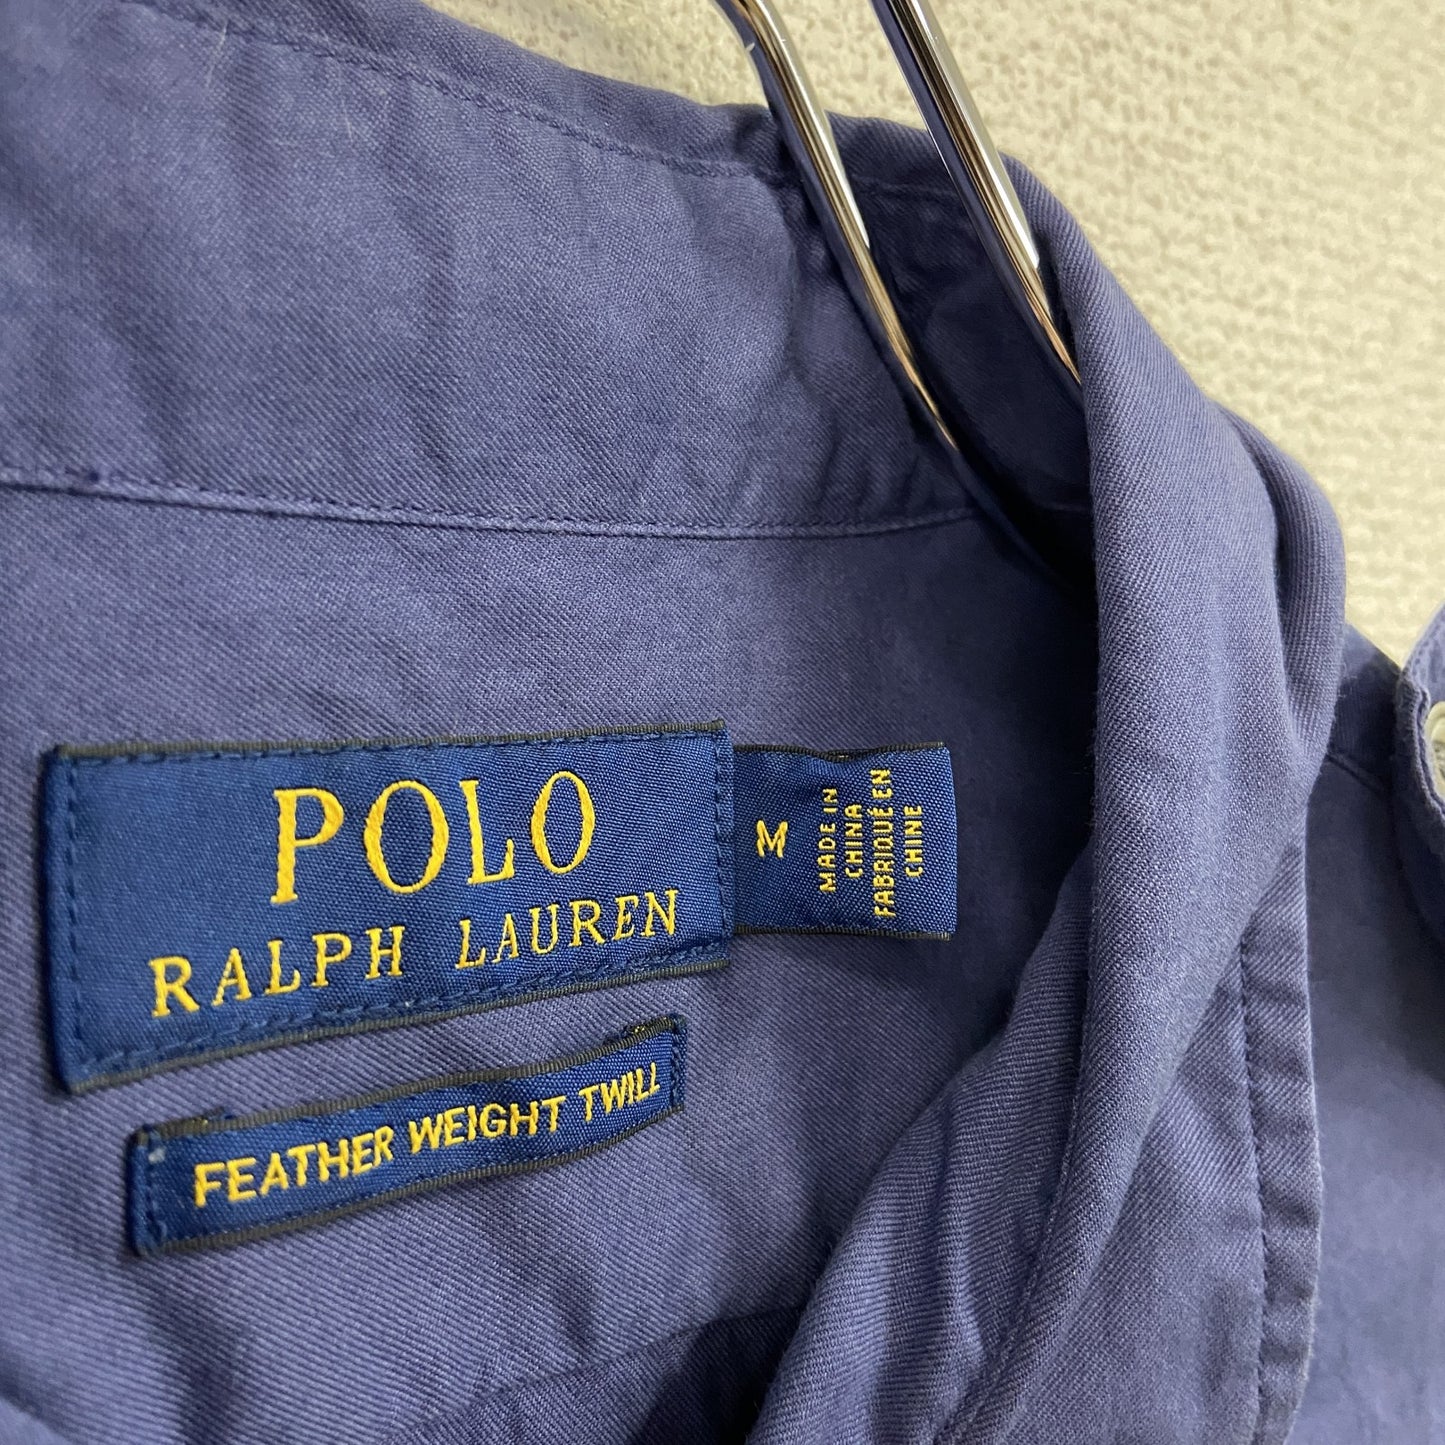 POLO
RALPH LAUREN
M
MADE IN
CHINA
FABRIQUÉ EN
CHINE
FEATHER WEIGHT TWILL